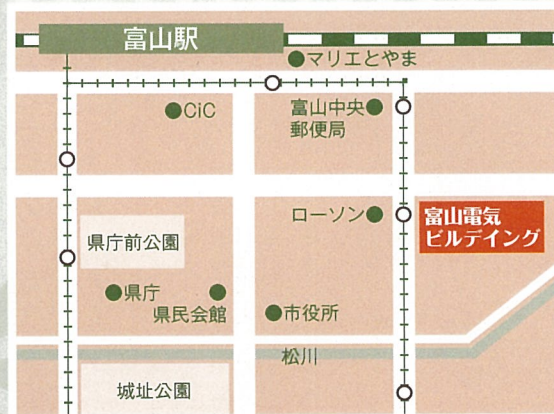 富山駅
マリエとやま
CiC
富山中央
郵便局
ローソン
富山電気
ビルデイング
県庁前公園
県庁
県民会館
市役所
松川
城址公園